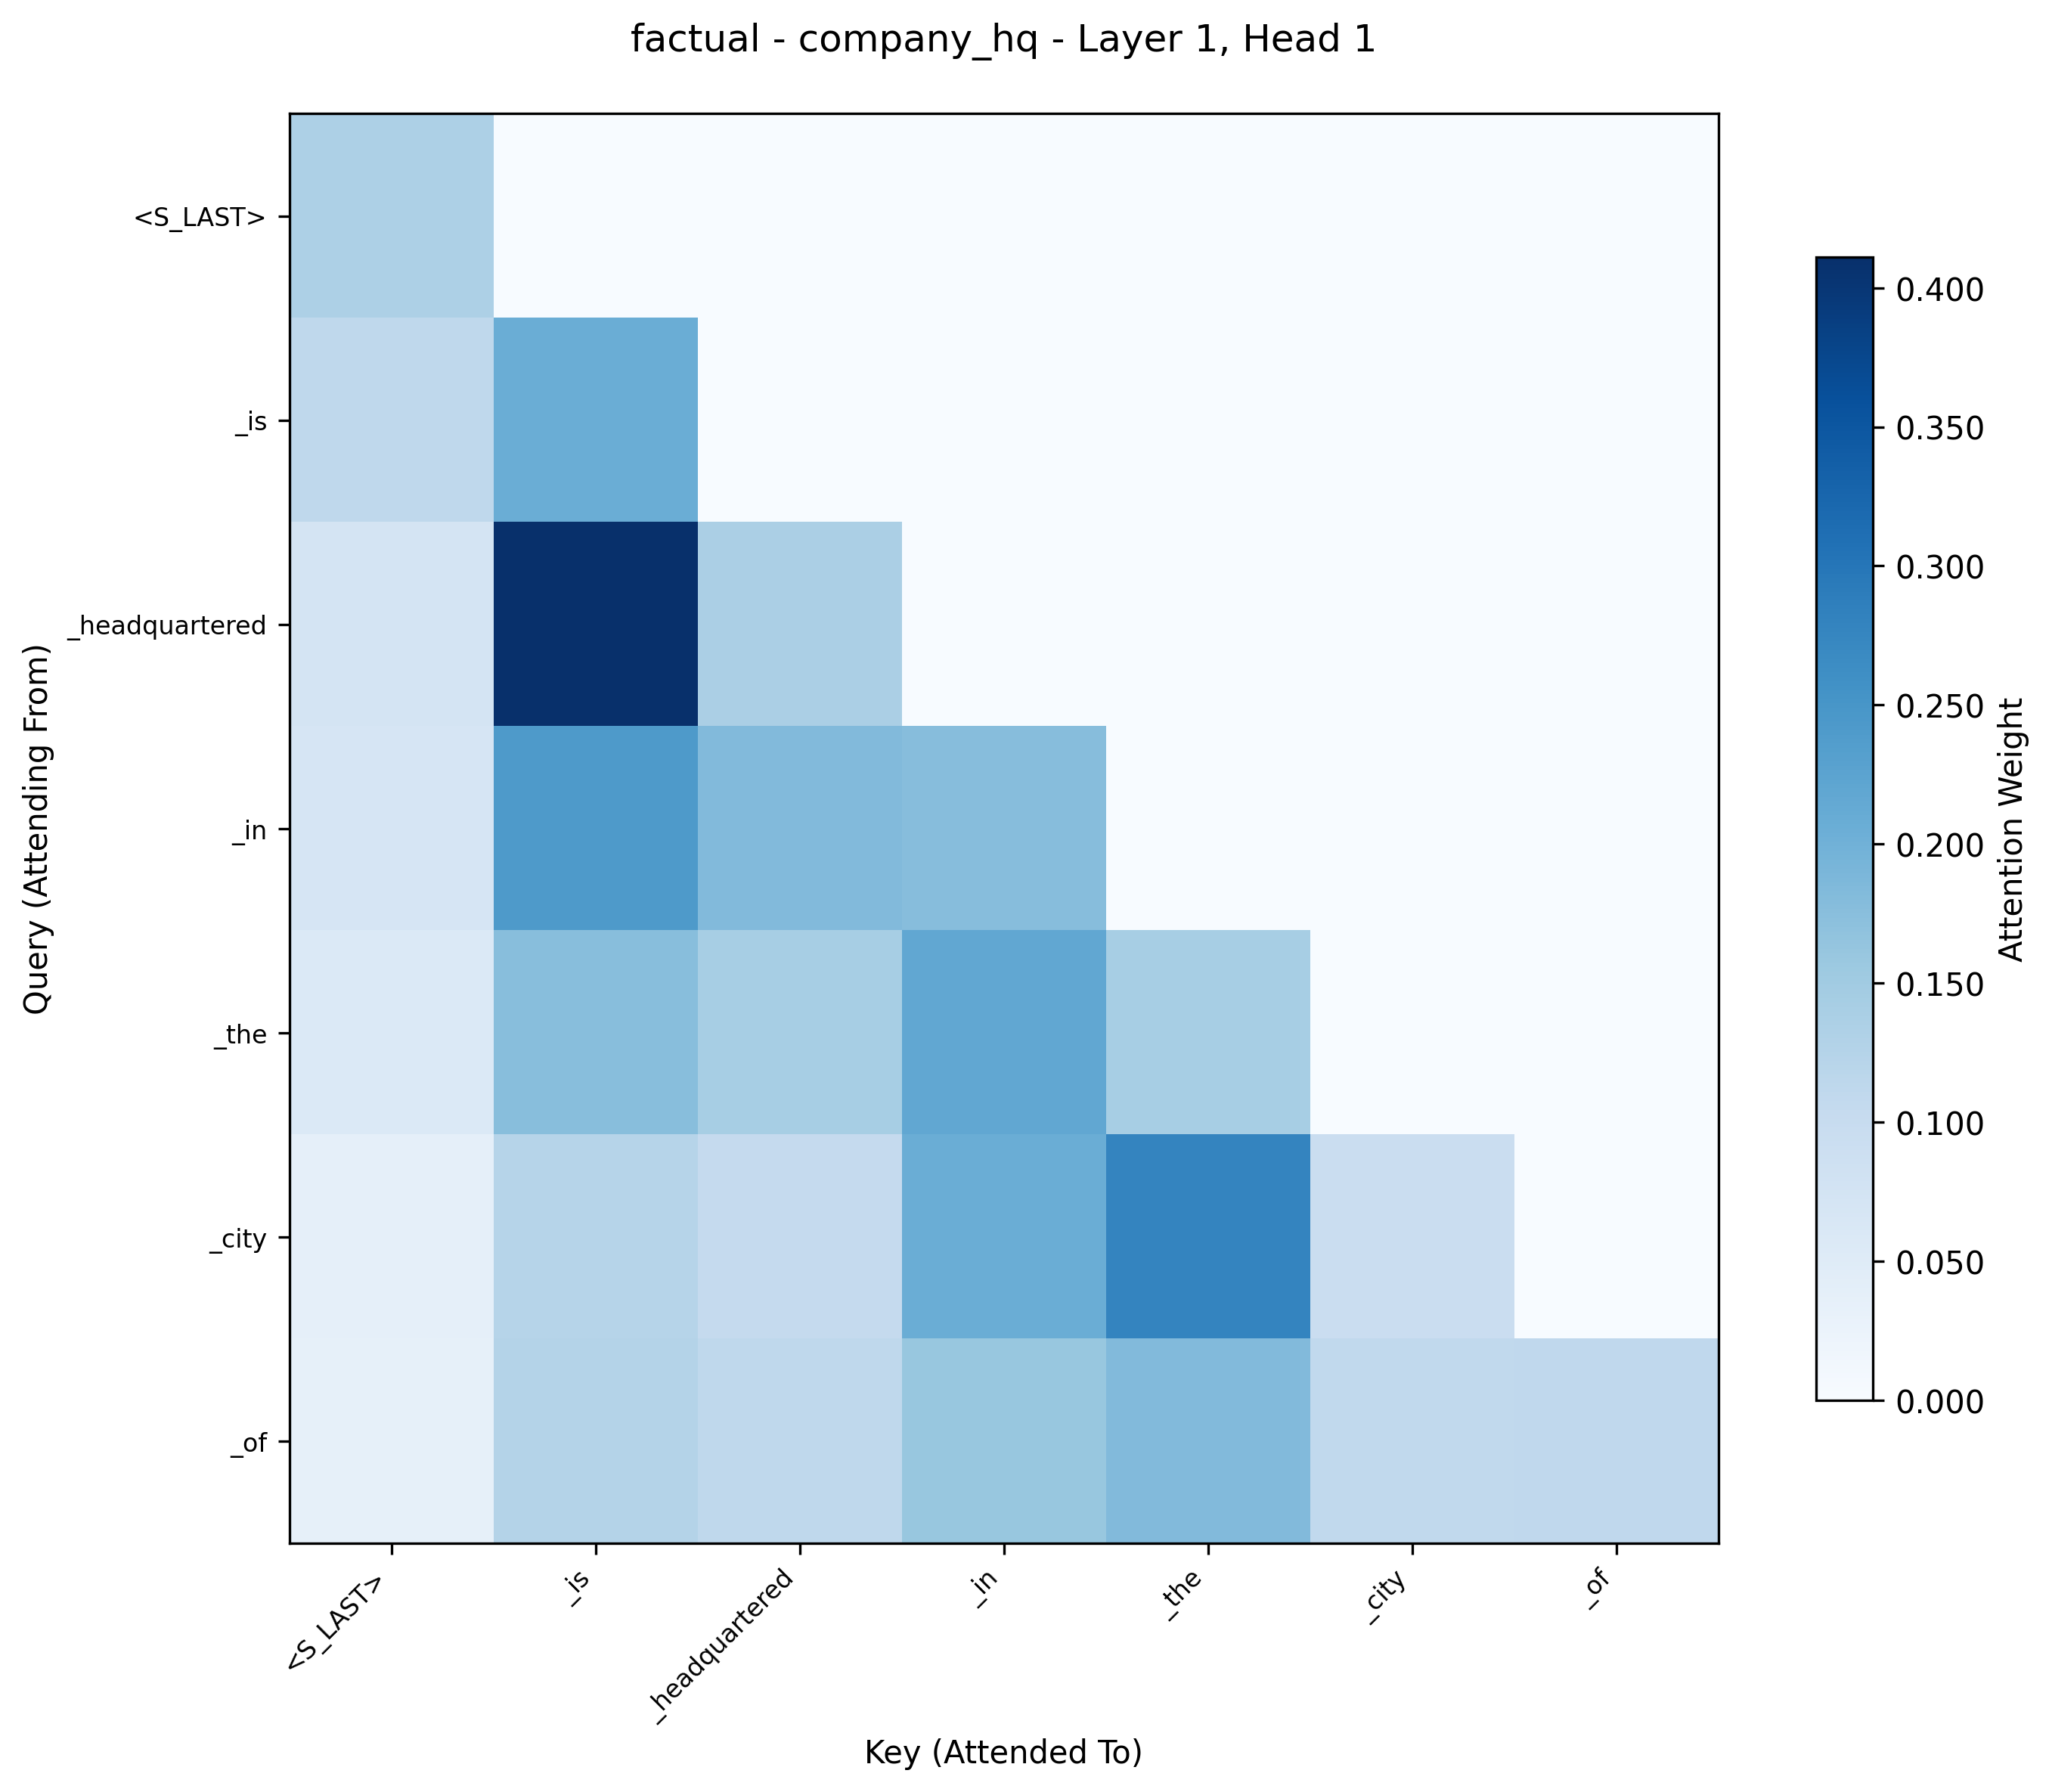 factual - company_hq - Layer 1, Head 1
Query (Attending From)
<S_LAST>
_is
_headquartered
_in
_the
_city
_of
<S_LAST>
_is
_headquartered
_in
_the
_city
_of
Key (Attended To)
0.400
0.350
0.300
0.250
0.200
0.150
0.100
0.050
0.000
Attention Weight